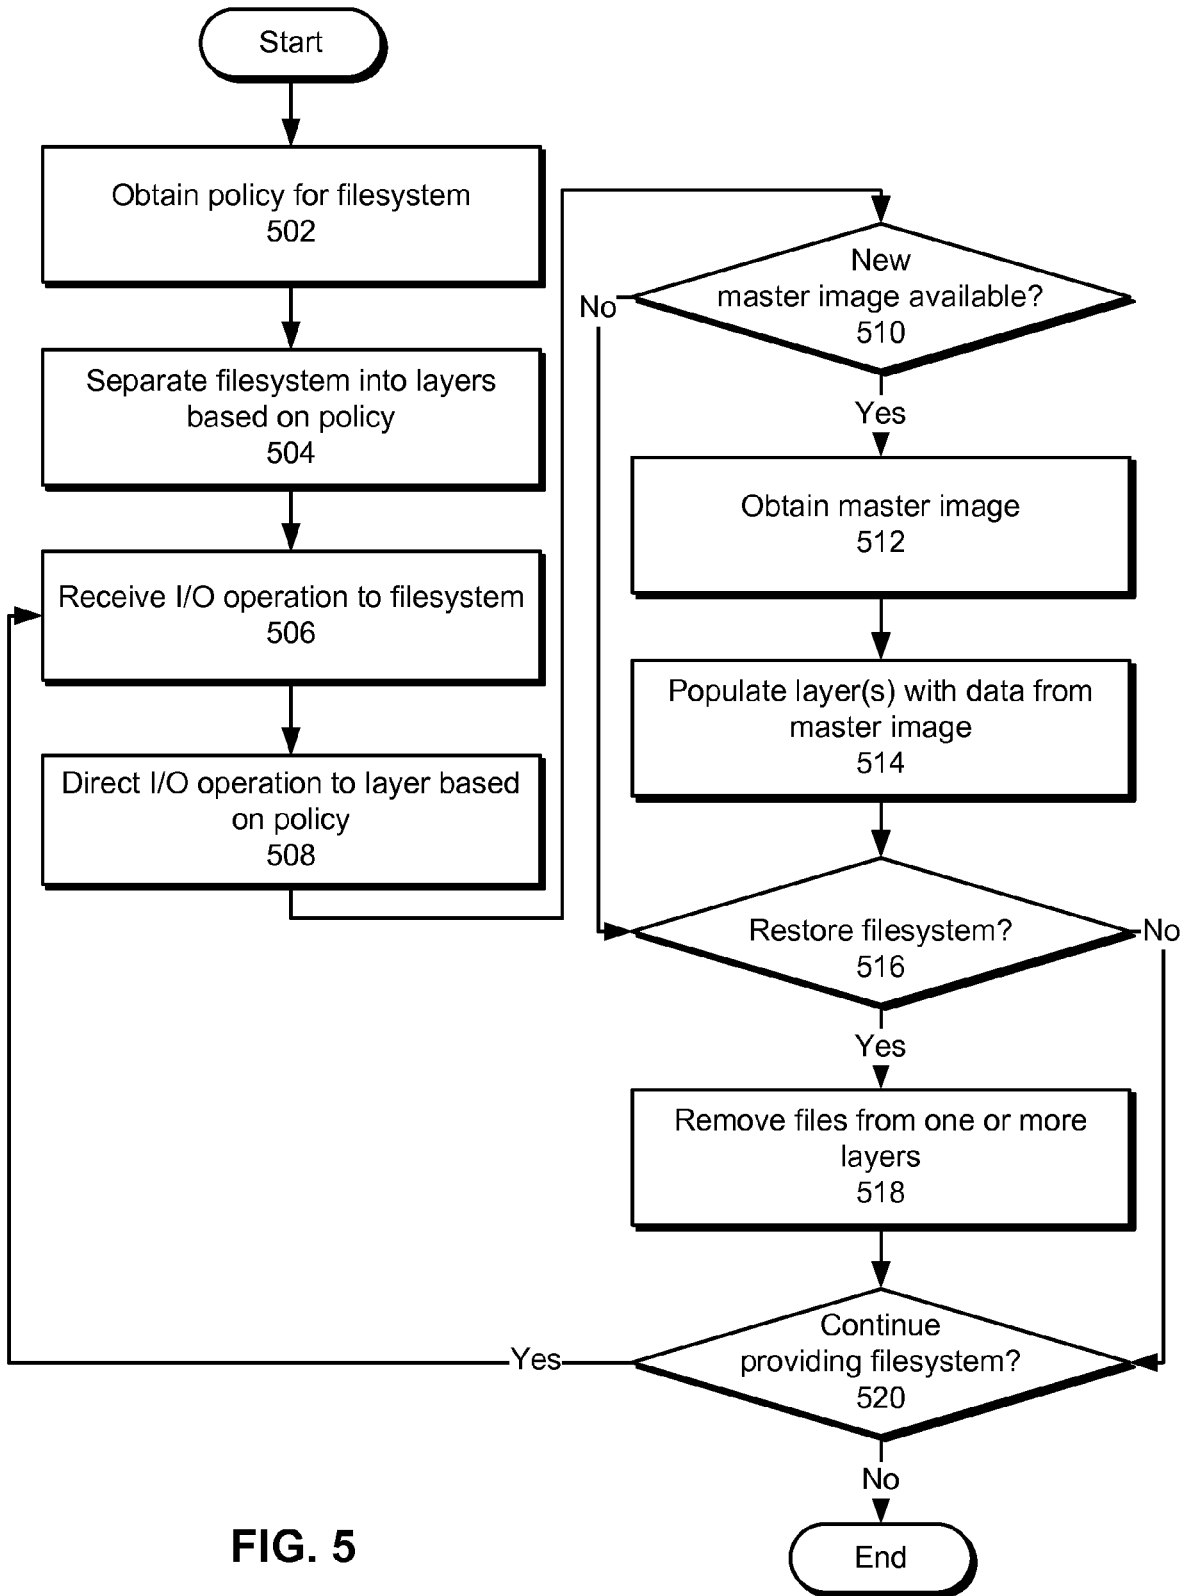 Start
Obtain policy for filesystem
502
Separate filesystem into layers
based on policy
504
Receive I/O operation to filesystem
506
Direct I/O operation to layer based
on policy
508
New
master image available?
510
No
Yes
Obtain master image
512
Populate layer(s) with data from
master image
514
Restore filesystem?
516
No
Yes
Remove files from one or more
layers
518
Continue
providing filesystem?
520
Yes
No
End
FIG. 5